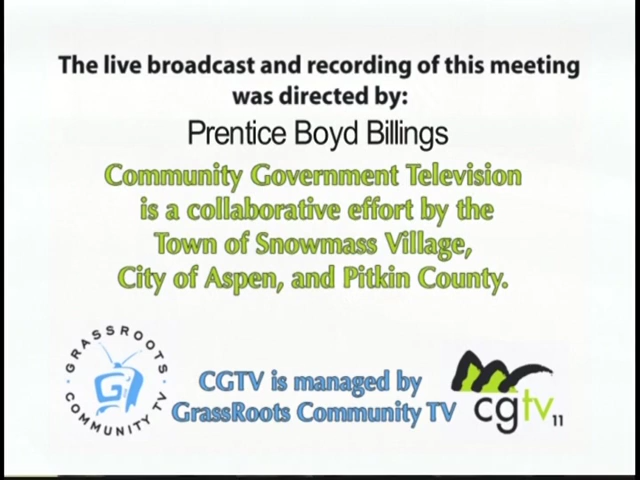 The live broadcast and recording of this meeting
was directed by:
Prentice Boyd Billings
Community Government Television
is a collaborative effort by the
Town of Snowmass Village,
City of Aspen, and Pitkin County.
GRASSROOTS
G
COMMUNITY TV
CGTV is managed by
GrassRoots Community TV
cgtv 11